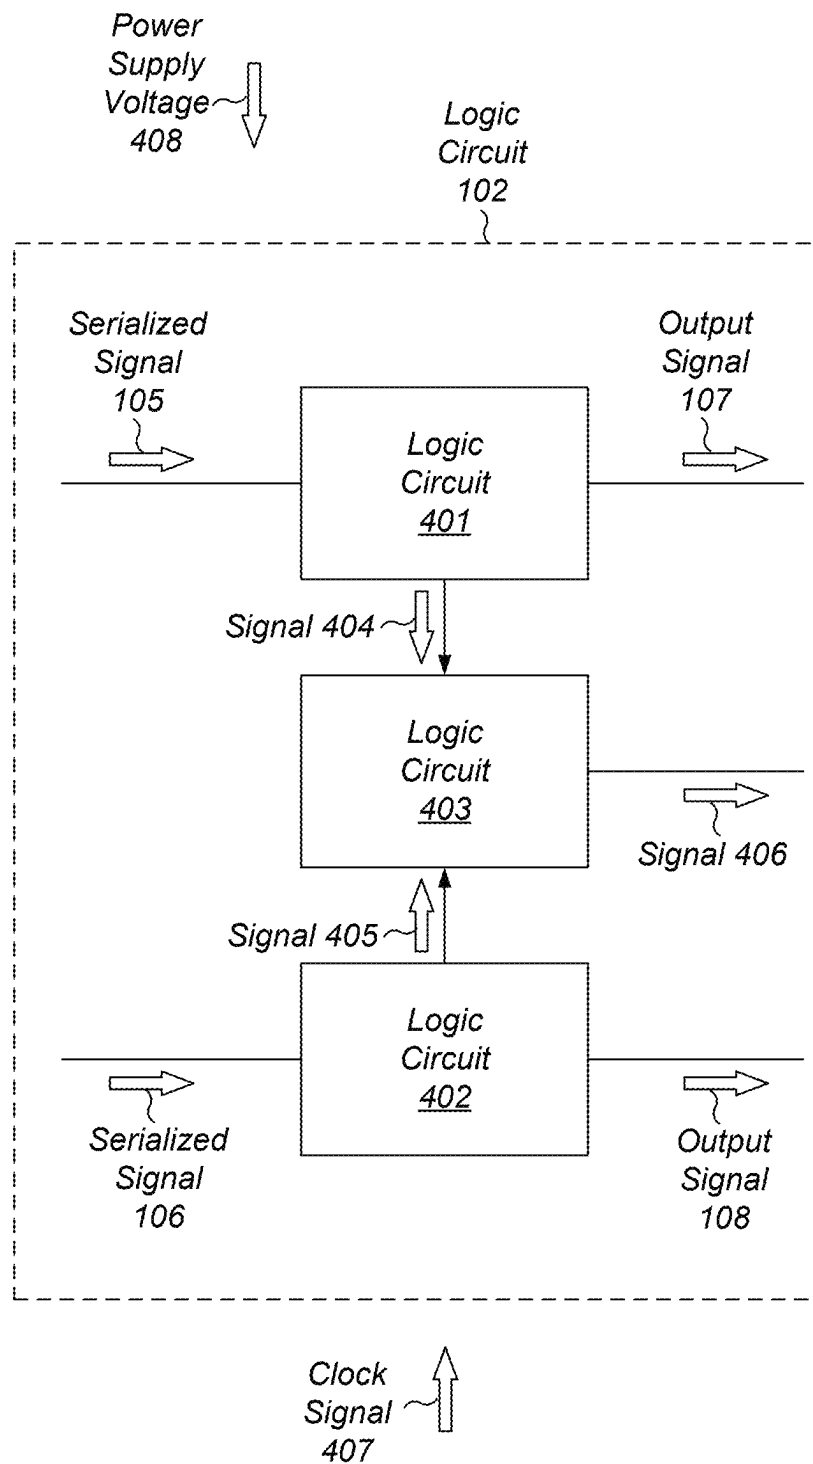 Power
Supply
Voltage
408
Logic
Circuit
102
Serialized
Signal
105
Output
Signal
107
Logic
Circuit
401
Signal 404
Logic
Circuit
403
Signal 406
Signal 405
Logic
Circuit
402
Serialized
Signal
106
Output
Signal
108
Clock
Signal
407